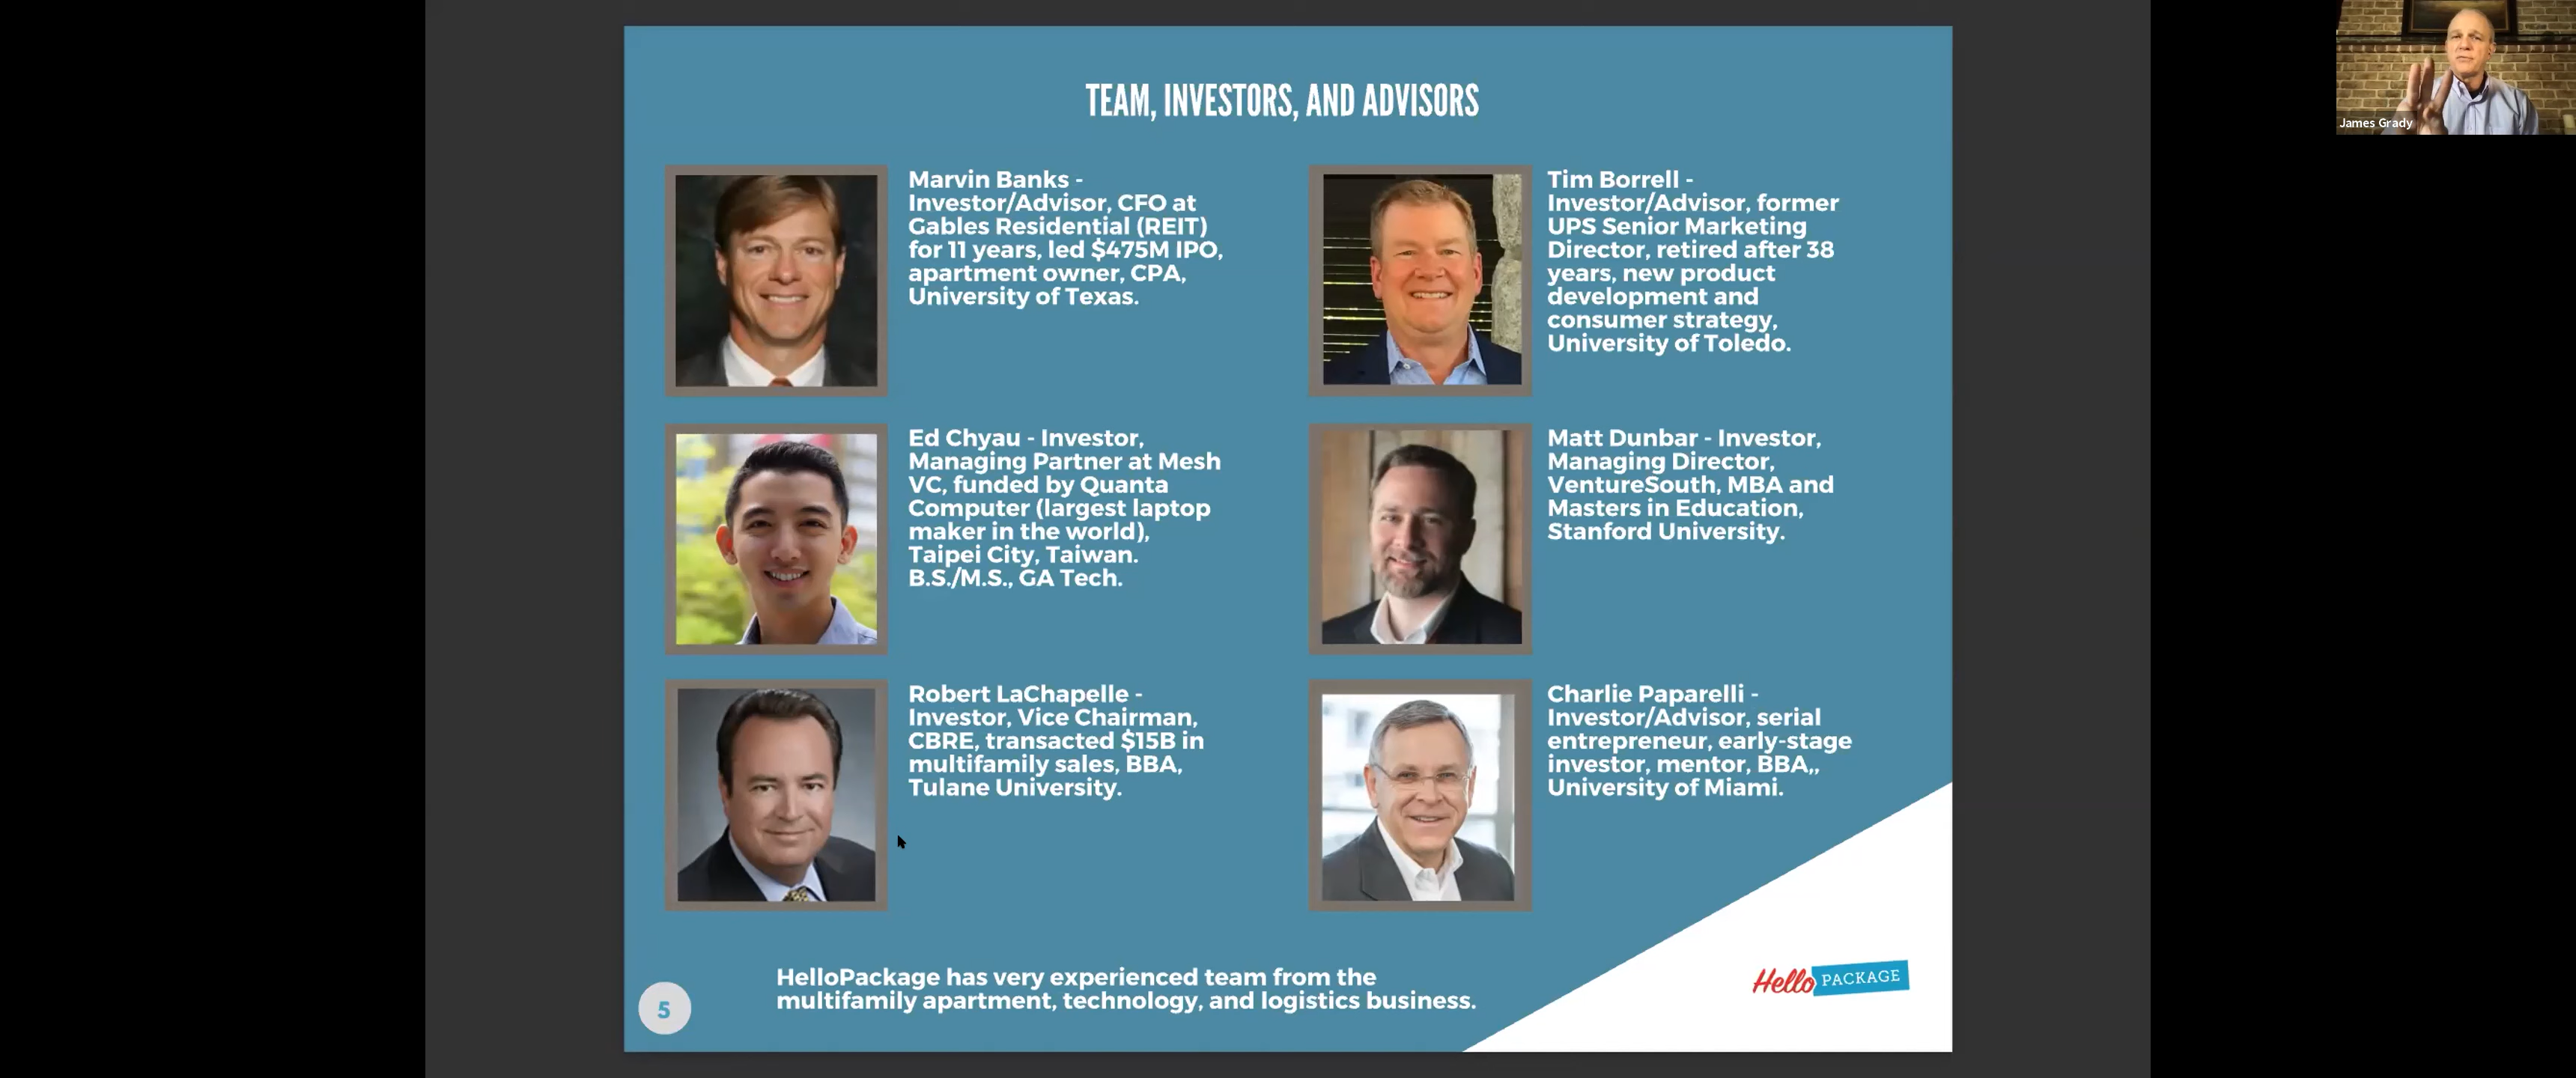 TEAM, INVESTORS, AND ADVISORS
Marvin Banks -
Investor/Advisor, CFO at
Gables Residential (REIT)
for 11 years, led $475M IPO,
apartment owner, CPA,
University of Texas.
Tim Borrell -
Investor/Advisor, former
UPS Senior Marketing
Director, retired after 38
years, new product
development and
consumer strategy,
University of Toledo.
Ed Chyau - Investor,
Managing Partner at Mesh
VC, funded by Quanta
Computer (largest laptop
maker in the world),
Taipei City, Taiwan.
B.S./M.S., GA Tech.
Matt Dunbar - Investor,
Managing Director,
VentureSouth, MBA and
Masters in Education,
Stanford University.
Robert LaChapelle -
Investor, Vice Chairman,
CBRE, transacted $15B in
multifamily sales, BBA,
Tulane University.
Charlie Paparelli -
Investor/Advisor, serial
entrepreneur, early-stage
investor, mentor, BBA,,
University of Miami.
HelloPackage has very experienced team from the
multifamily apartment, technology, and logistics business.
5
Hello PACKAGE
James Grady